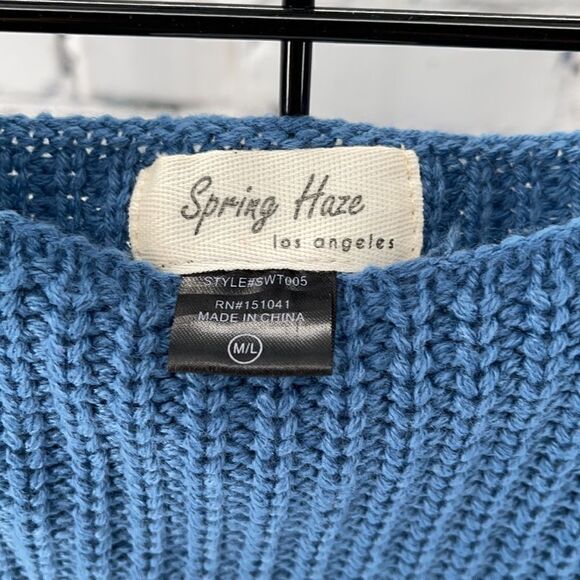 Spring Haze
los angeles
STYLE#SWT005
RN#151041
MADE IN CHINA
M/L